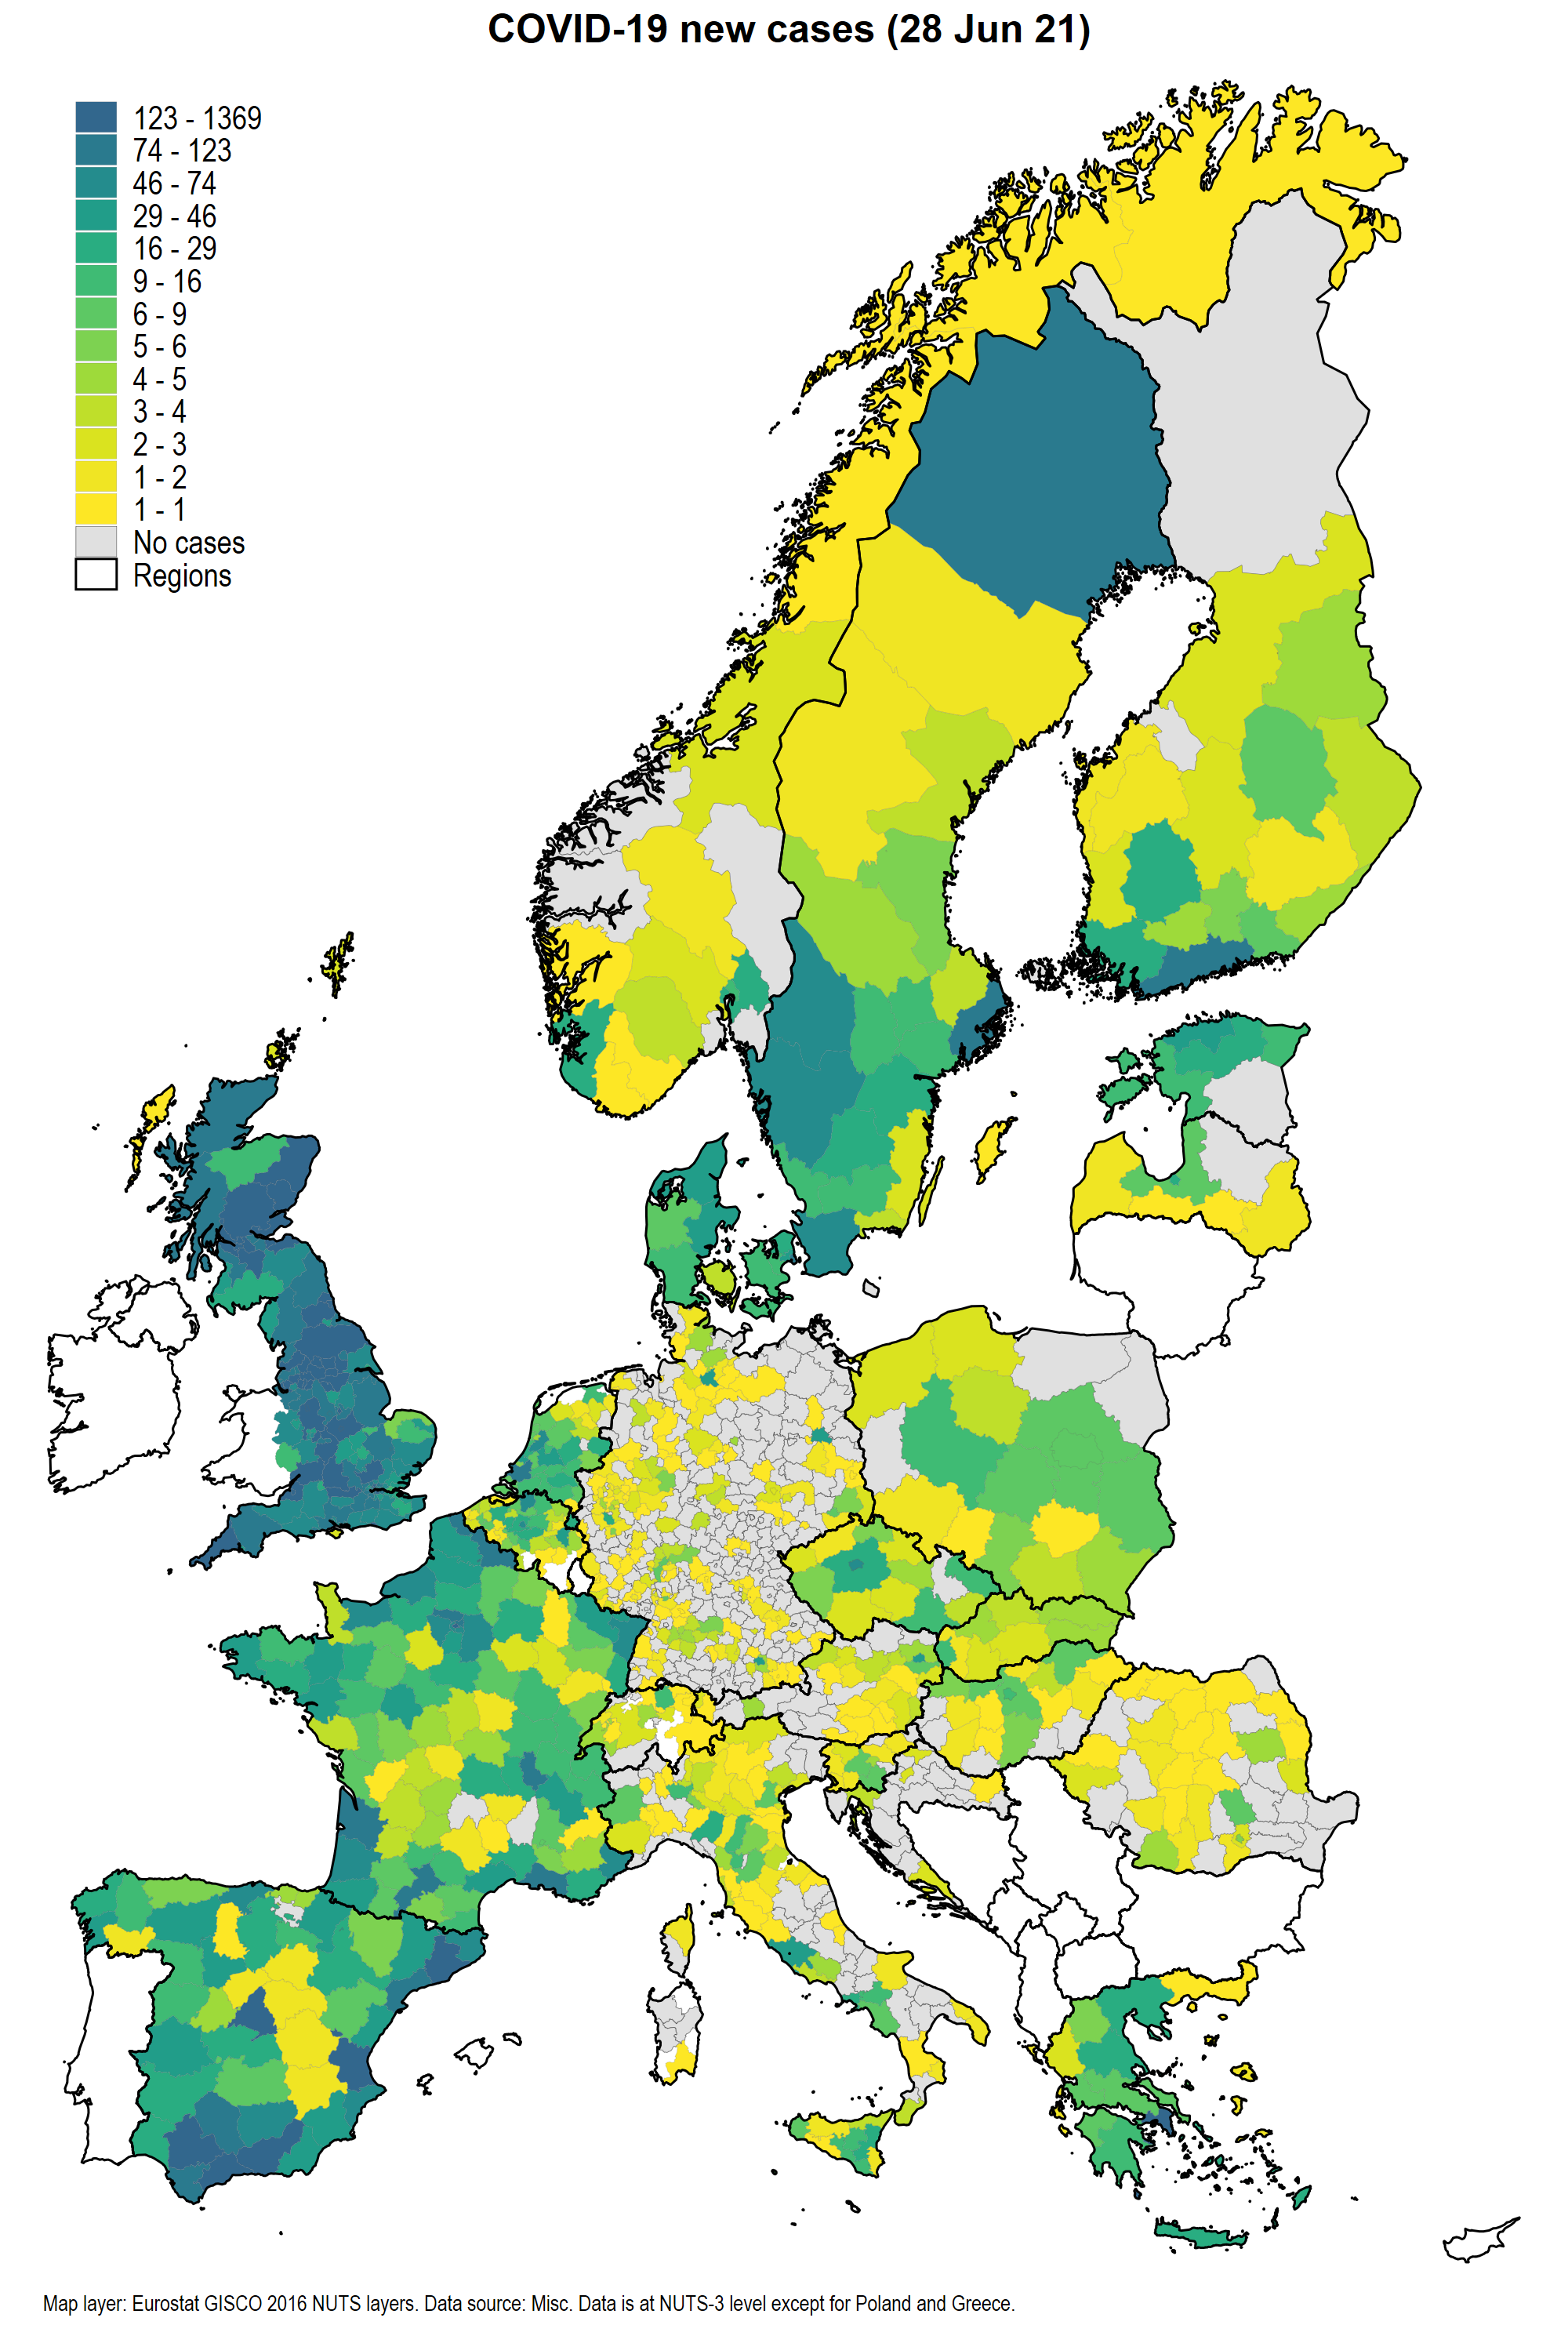 COVID-19 new cases (28 Jun 21)
123 - 1369
74 - 123
46 - 74
29 - 46
16 - 29
9 - 16
6 - 9
5 - 6
4 - 5
3 - 4
2 - 3
1 - 2
1 - 1
No cases
Regions
Map layer: Eurostat GISCO 2016 NUTS layers. Data source: Misc. Data is at NUTS-3 level except for Poland and Greece.